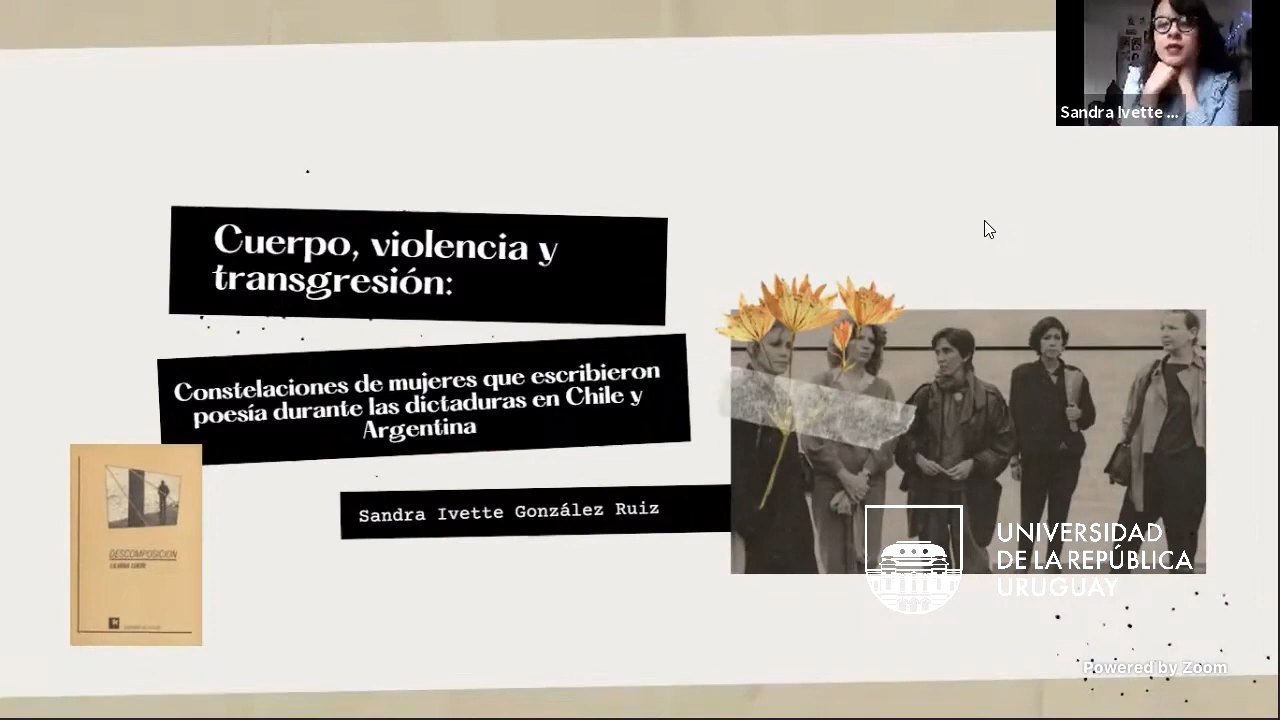 Sandra Ivette ...
Cuerpo, violencia y
transgresión:
Constelaciones de mujeres que escribieron
poesía durante las dictaduras en Chile y
Argentina
Sandra Ivette González Ruiz
DESCOMPOSICION
UNIVERSIDAD
DE LA REPÚBLICA
URUGUAY
Powered by Zoom